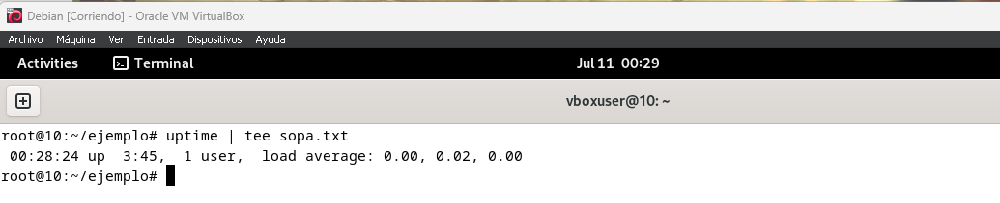 Debian [Corriendo] - Oracle VM VirtualBox
Archivo Máquina Ver Entrada Dispositivos Ayuda
Activities Terminal Jul 11 00:29
vboxuser@10: ~
root@10:~/ejemplo# uptime | tee sopa.txt
 00:28:24 up  3:45,  1 user,  load average: 0.00, 0.02, 0.00
root@10:~/ejemplo#